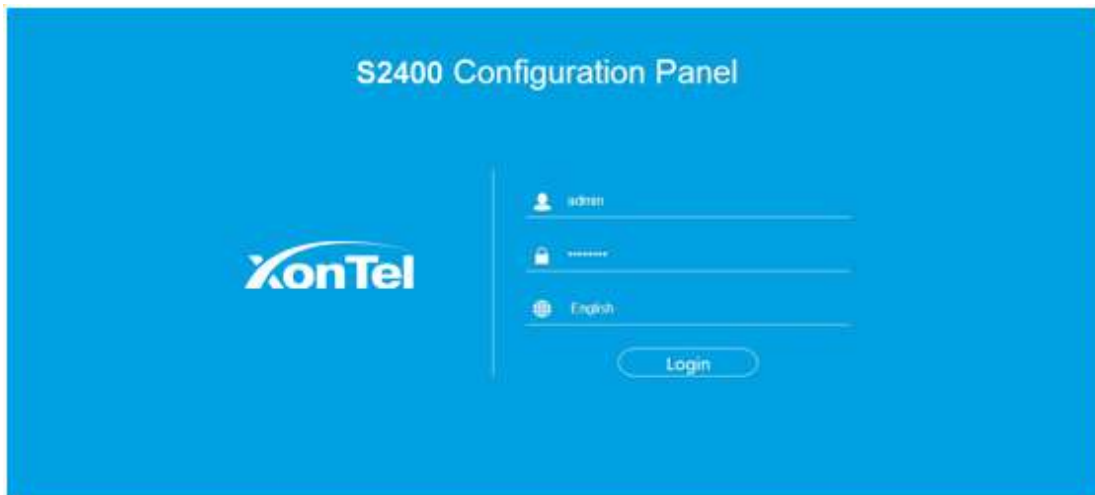 S2400 Configuration Panel
XonTel
admin
••••••••
English
Login